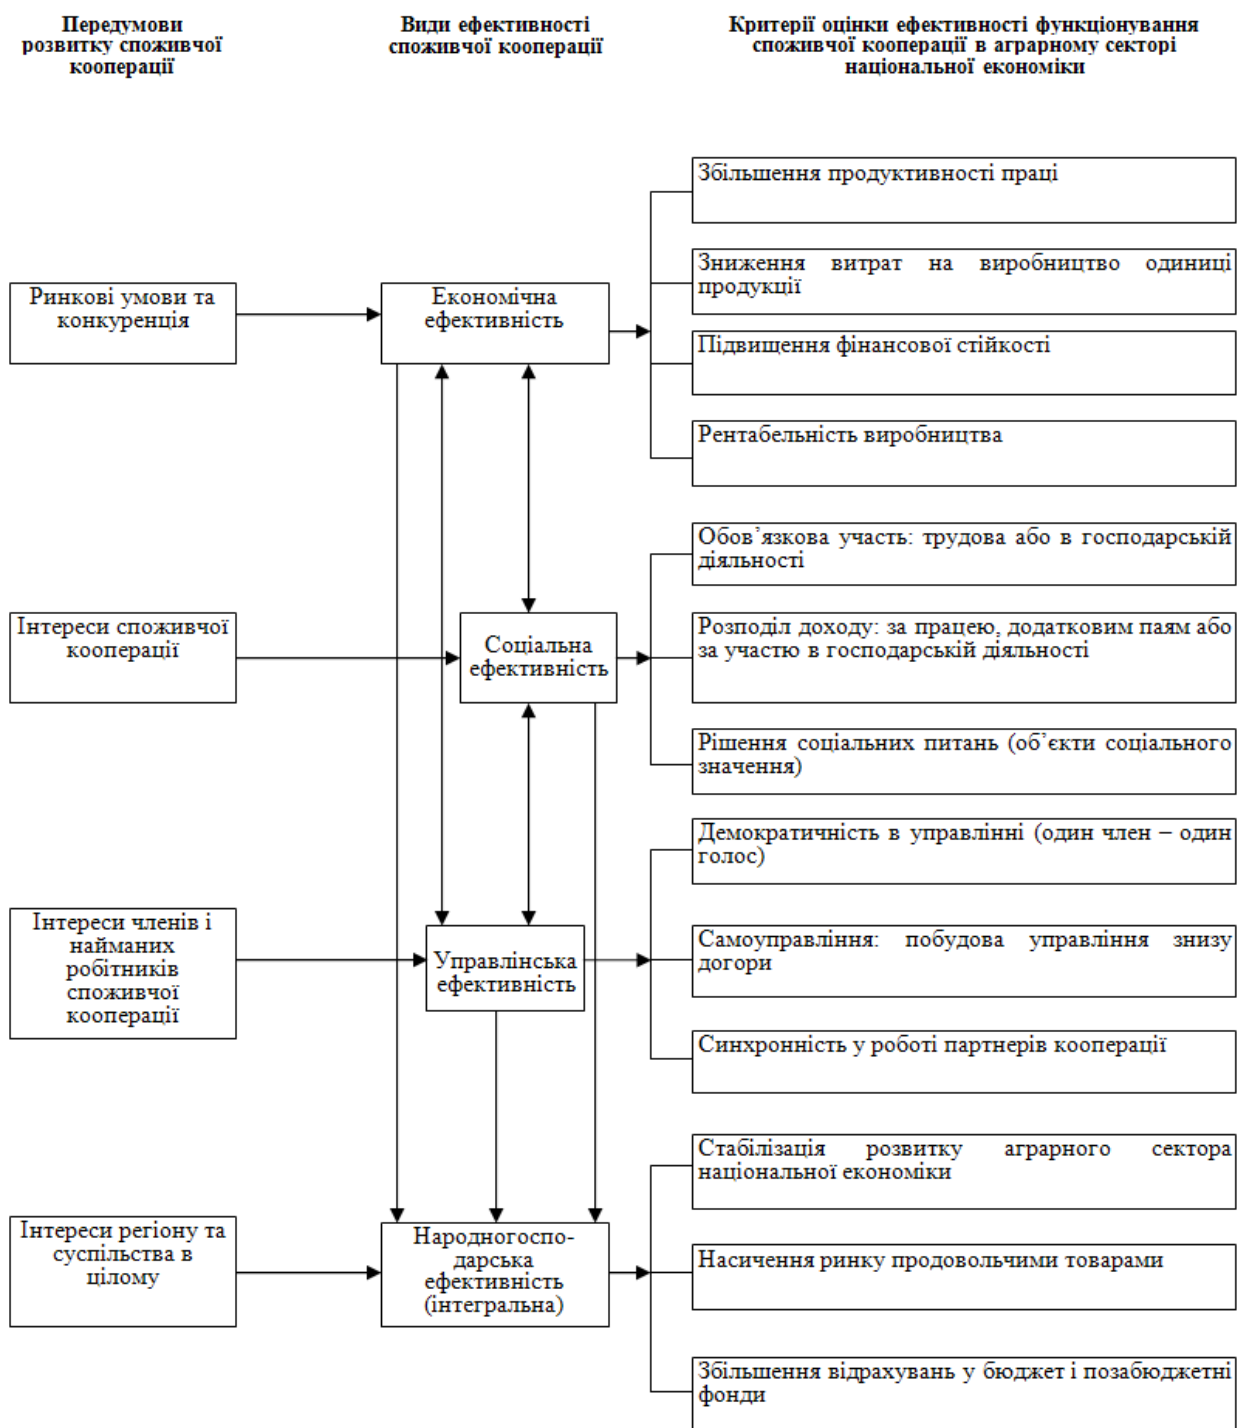 Передумови
розвитку споживчої
кооперації
Види ефективності
споживчої кооперації
Критерії оцінки ефективності функціонування
споживчої кооперації в аграрному секторі
національної економіки
Ринкові умови та
конкуренція
Економічна
ефективність
Збільшення продуктивності праці
Зниження витрат на виробництво одиниці
продукції
Підвищення фінансової стійкості
Рентабельність виробництва
Інтереси споживчої
кооперації
Соціальна
ефективність
Обов’язкова участь: трудова або в господарській
діяльності
Розподіл доходу: за працею, додатковим паям або
за участю в господарській діяльності
Рішення соціальних питань (об’єкти соціального
значення)
Інтереси членів і
найманих
робітників
споживчої
кооперації
Управлінська
ефективність
Демократичність в управлінні (один член – один
голос)
Самоуправління: побудова управління знизу
догори
Синхронність у роботі партнерів кооперації
Інтереси регіону та
суспільства в
цілому
Народногоспо-
дарська
ефективність
(інтегральна)
Стабілізація розвитку аграрного сектора
національної економіки
Насичення ринку продовольчими товарами
Збільшення відрахувань у бюджет і позабюджетні
фонди